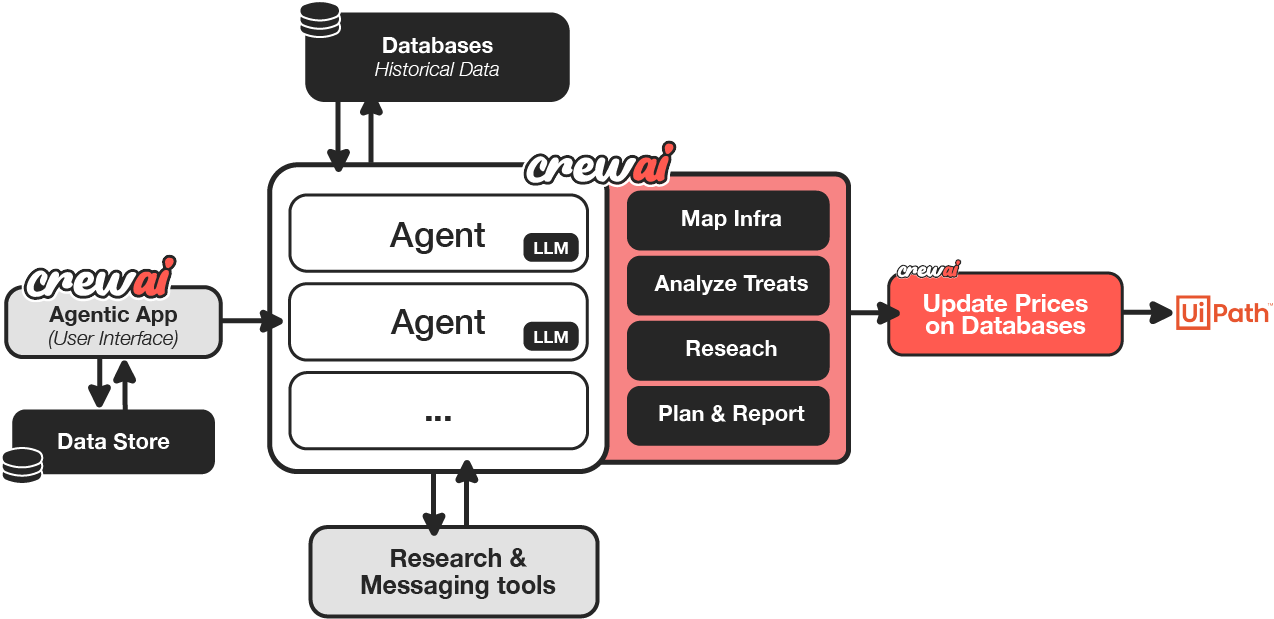 Databases
Historical Data
crewai
Agent
LLM
Map Infra
Analyze Treats
Reseach
Plan & Report
Agent
LLM
...
crewai
Agentic App
(User Interface)
Data Store
crewai
Update Prices
on Databases
UiPath™
Research &
Messaging tools